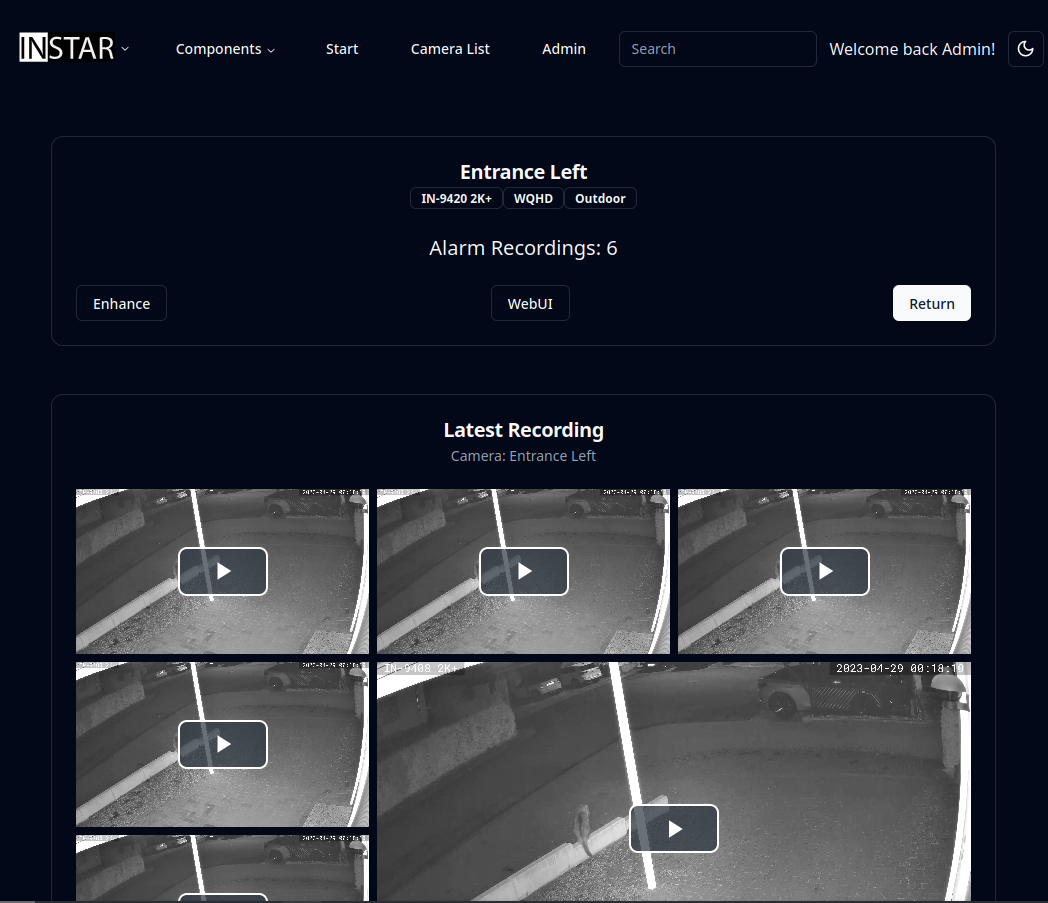 INSTAR
Components
Start
Camera List
Admin
Search
Welcome back Admin!
Entrance Left
IN-9420 2K+
WQHD
Outdoor
Alarm Recordings: 6
Enhance
WebUI
Return
Latest Recording
Camera: Entrance Left
IN-9408 2K+
2023-04-29 00:18:10